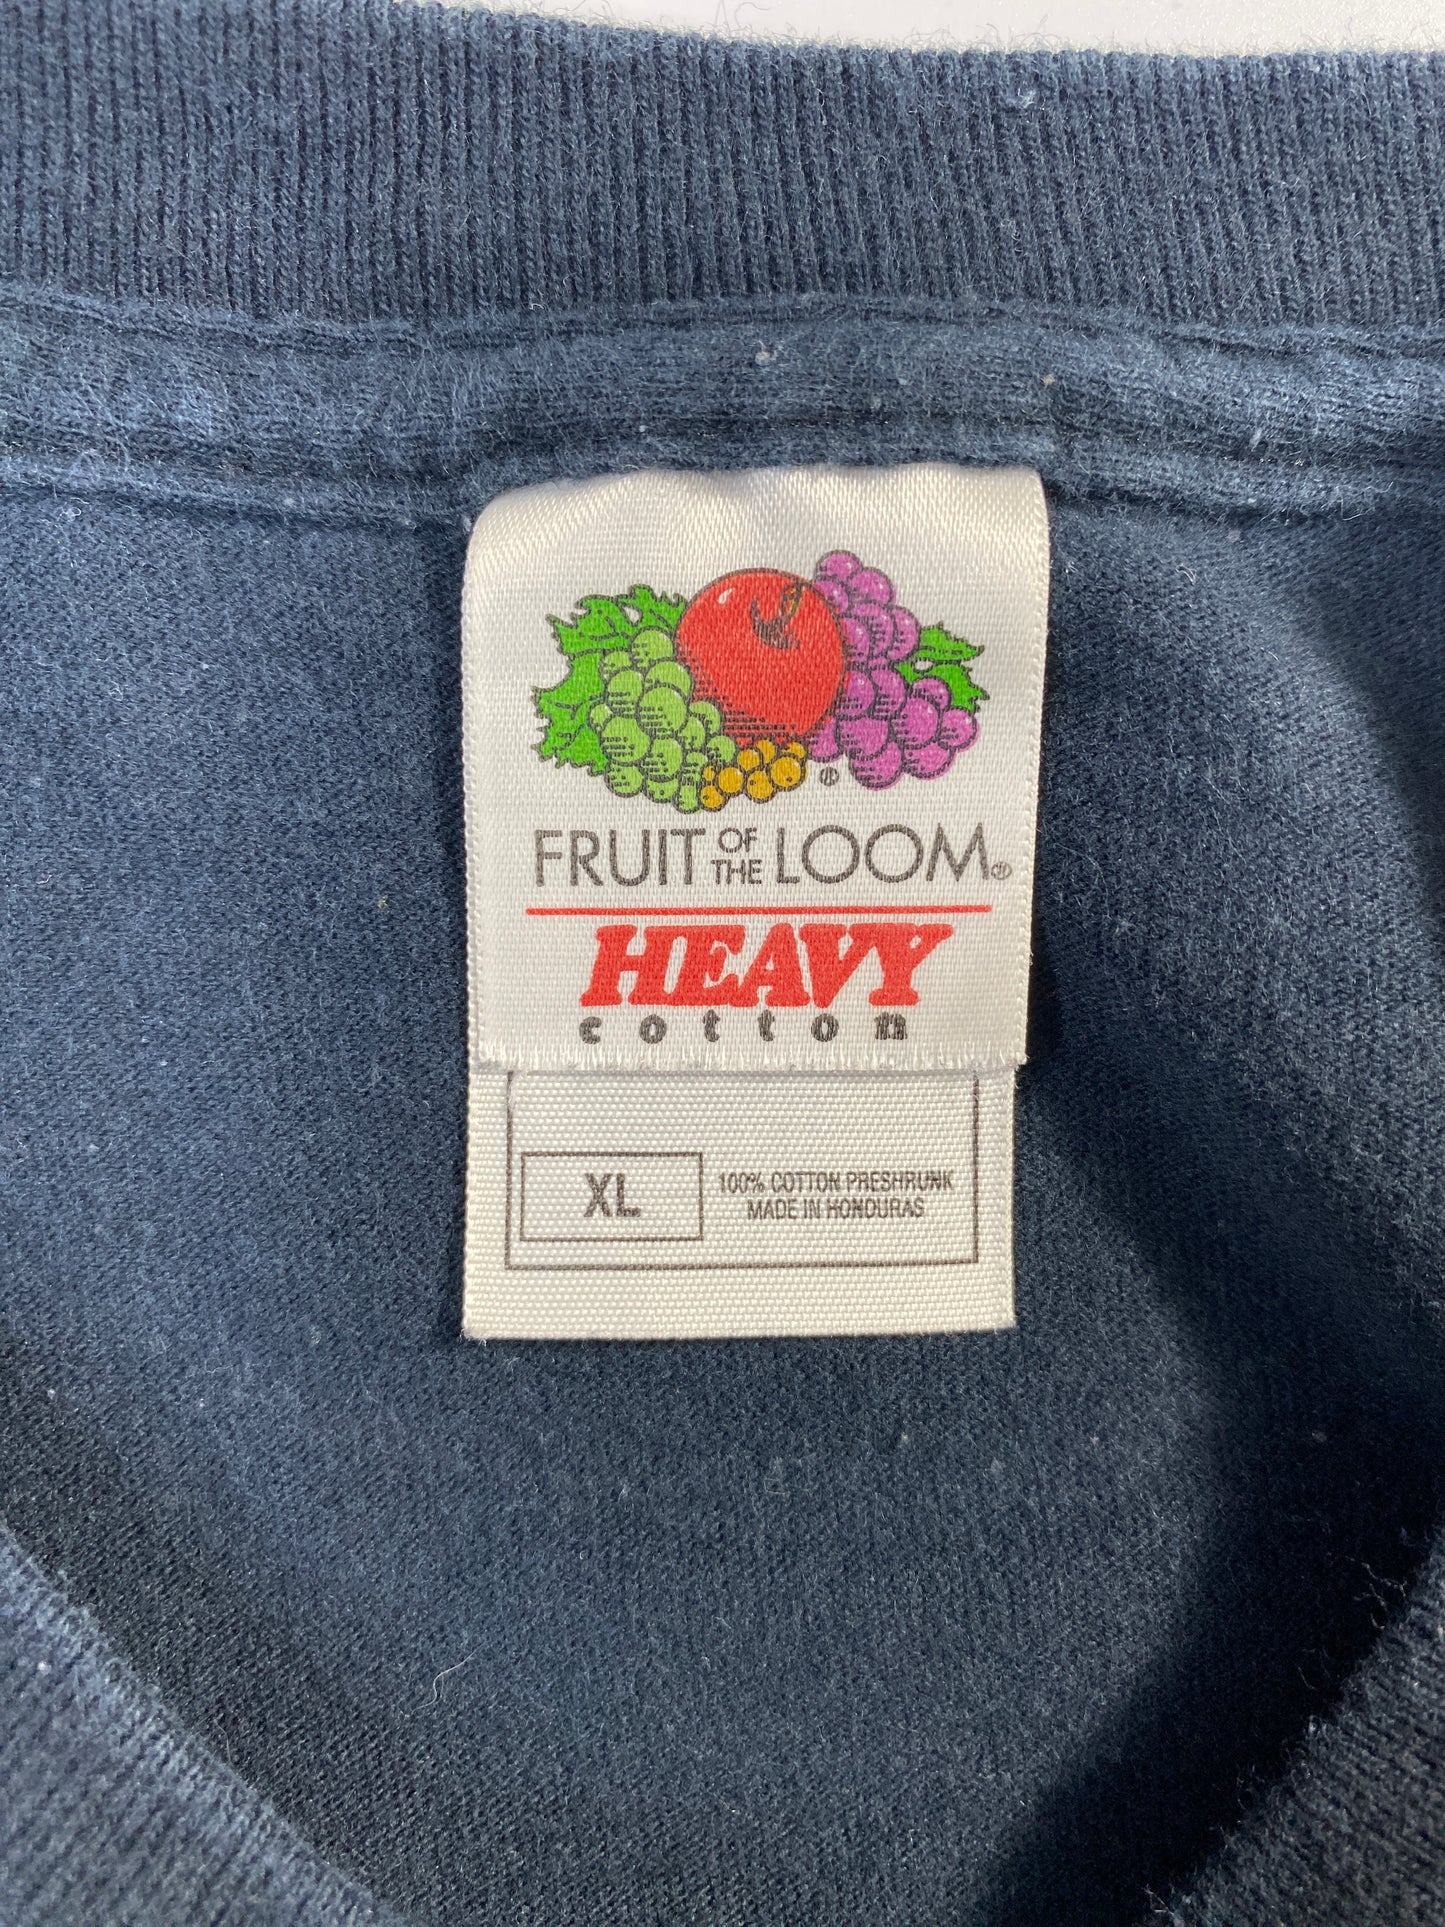 FRUIT OF THE LOOM®
HEAVY
cotton
XL
100% COTTON PRESHRUNK
MADE IN HONDURAS